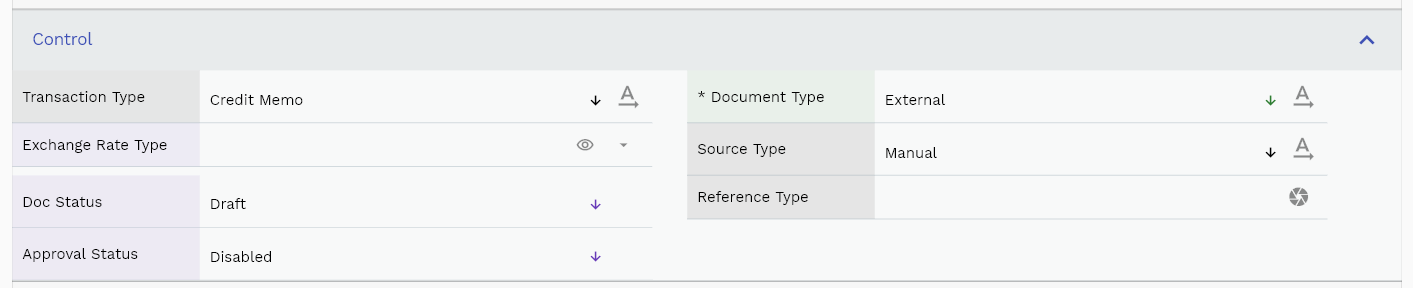 Control
Transaction Type
Credit Memo
* Document Type
External
Exchange Rate Type
Source Type
Manual
Doc Status
Draft
Reference Type
Approval Status
Disabled